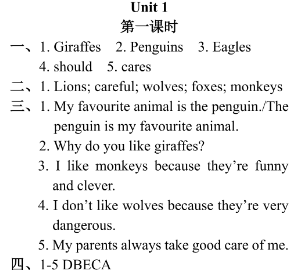 Unit 1
第一课时
一、1. Giraffes 2. Penguins 3. Eagles
4. should 5. cares
二、1. Lions; careful; wolves; foxes; monkeys
三、1. My favourite animal is the penguin./The
penguin is my favourite animal.
2. Why do you like giraffes?
3. I like monkeys because they're funny
and clever.
4. I don't like wolves because they're very
dangerous.
5. My parents always take good care of me.
四、1-5 DBECA